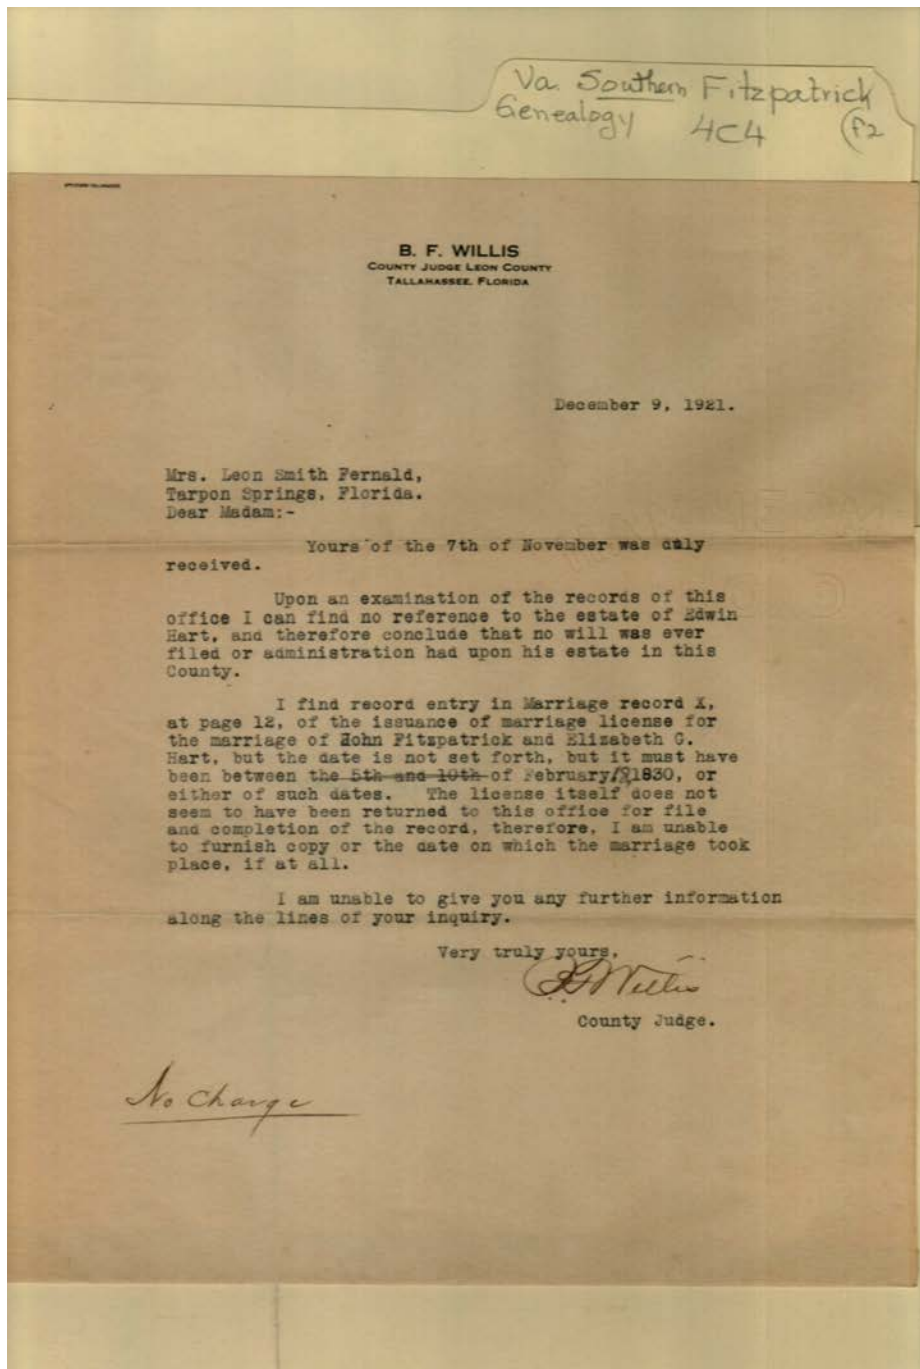 Va. Southern Fitzpatrick
Genealogy 4C4 (F2
B. F. WILLIS
COUNTY JUDGE LEON COUNTY
TALLAHASSEE, FLORIDA
December 9, 1921.
Mrs. Leon Smith Fernald,
Tarpon Springs, Florida.
Dear Madam:-
Yours of the 7th of November was duly
received.
Upon an examination of the records of this
office I can find no reference to the estate of Edwin
Hart, and therefore conclude that no will was ever
filed or administration had upon his estate in this
County.
I find record entry in Marriage record X,
at page 12, of the issuance of marriage license for
the marriage of John Fitzpatrick and Elizabeth G.
Hart, but the date is not set forth, but it must have
been between the 5th and 10th of February 1830, or
either of such dates. The license itself does not
seem to have been returned to this office for file
and completion of the record, therefore, I am unable
to furnish copy or the date on which the marriage took
place, if at all.
I am unable to give you any further information
along the lines of your inquiry.
Very truly yours,
B F Willis
County Judge.
No Charge